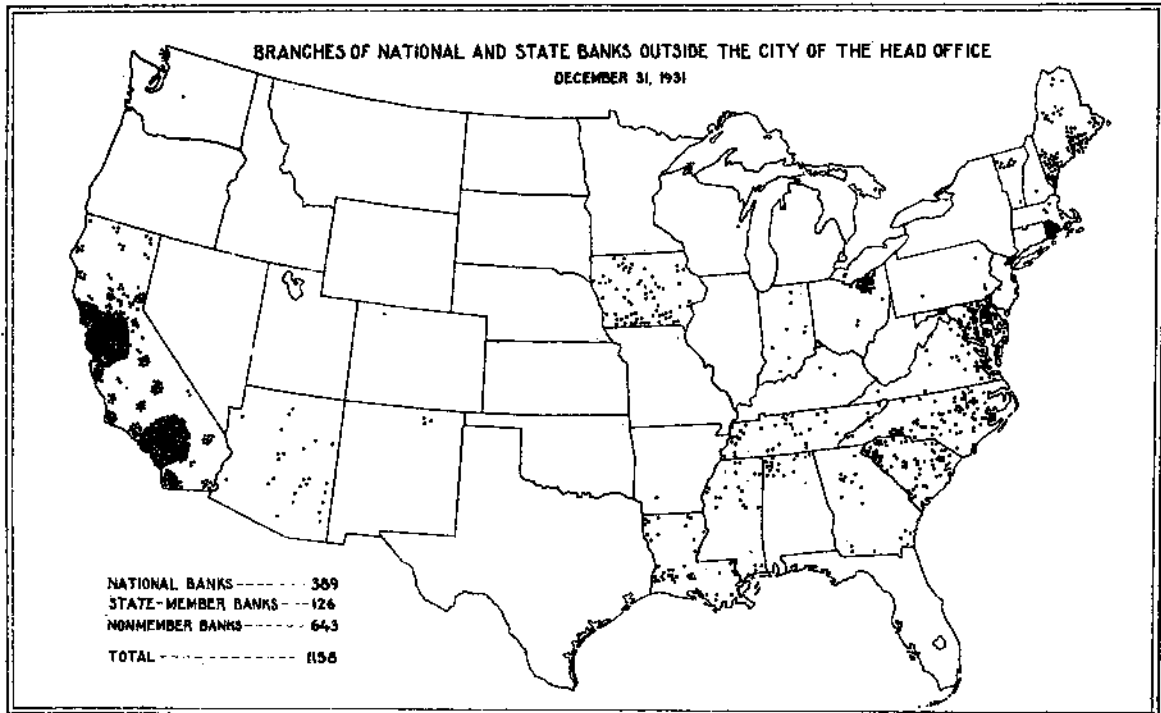 BRANCHES OF NATIONAL AND STATE BANKS OUTSIDE THE CITY OF THE HEAD OFFICE
DECEMBER 31, 1931
NATIONAL BANKS 389
STATE-MEMBER BANKS 126
NONMEMBER BANKS 643
TOTAL 1158